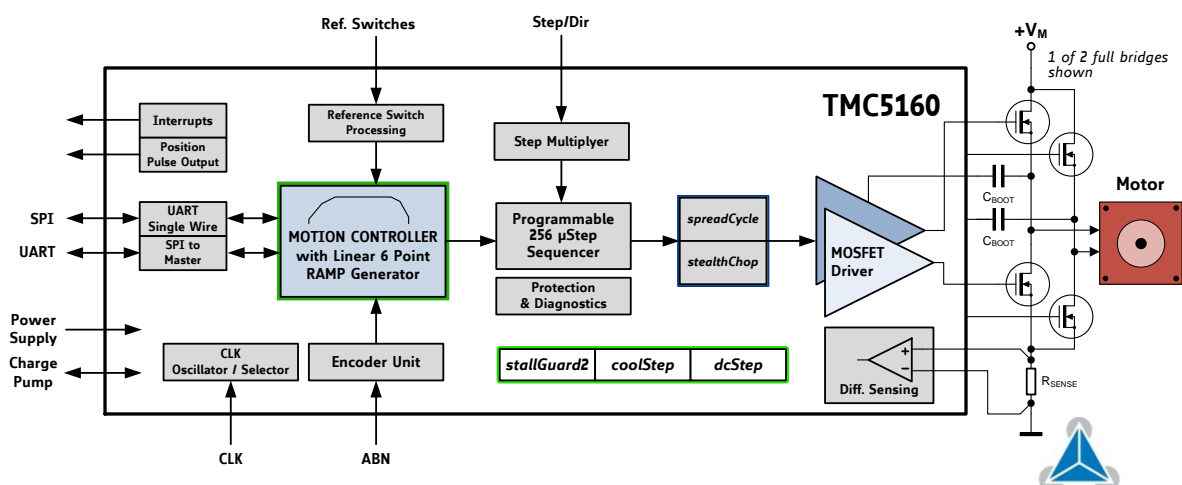 Ref. Switches
Step/Dir
+VM
1 of 2 full bridges
shown
TMC5160
Interrupts
Position
Pulse Output
Reference Switch
Processing
Step Multiplyer
Motor
CBOOT
CBOOT
SPI
UART
UART
Single Wire
SPI to
Master
MOTION CONTROLLER
with Linear 6 Point
RAMP Generator
Programmable
256 µStep
Sequencer
spreadCycle
stealthChop
MOSFET
Driver
Protection
& Diagnostics
Power
Supply
Charge
Pump
CLK
Oscillator / Selector
Encoder Unit
stallGuard2
coolStep
dcStep
+
−
Diff. Sensing
RSENSE
CLK
ABN